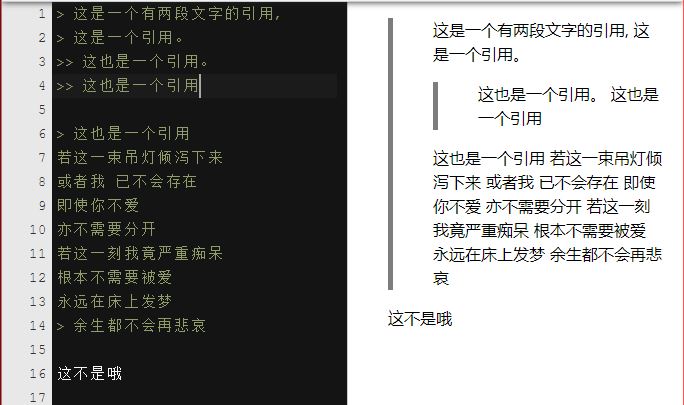 1 > 这是一个有两段文字的引用,
2 > 这是一个引用。
3 >> 这也是一个引用。
4 >> 这也是一个引用
5
6 > 这也是一个引用
7 若这一束吊灯倾泻下来
8 或者我 已不会存在
9 即使你不爱
10 亦不需要分开
11 若这一刻我竟严重痴呆
12 根本不需要被爱
13 永远在床上发梦
14 > 余生都不会再悲哀
15
16 这不是哦
17
这是一个有两段文字的引用, 这
是一个引用。
这也是一个引用。 这也是
一个引用
这也是一个引用 若这一束吊灯倾
泻下来 或者我 已不会存在 即使
你不爱 亦不需要分开 若这一刻
我竟严重痴呆 根本不需要被爱
永远在床上发梦 余生都不会再悲
哀
这不是哦